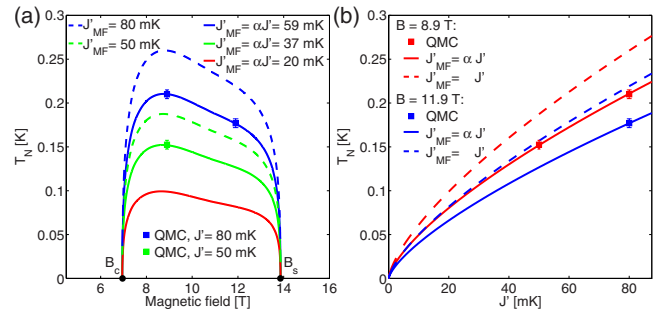 (a)
J'MF= 80 mK
J'MF= 50 mK
J'MF= αJ'= 59 mK
J'MF= αJ'= 37 mK
J'MF= αJ'= 20 mK
QMC, J'= 80 mK
QMC, J'= 50 mK
Bc
Bs
TN [K]
0.3
0.25
0.2
0.15
0.1
0.05
0
6
8
10
12
14
16
Magnetic field [T]
(b)
B = 8.9 T:
QMC
J'MF= α J'
J'MF= J'
B = 11.9 T:
QMC
J'MF= α J'
J'MF= J'
TN [K]
0.3
0.25
0.2
0.15
0.1
0.05
0
0
20
40
60
80
J' [mK]